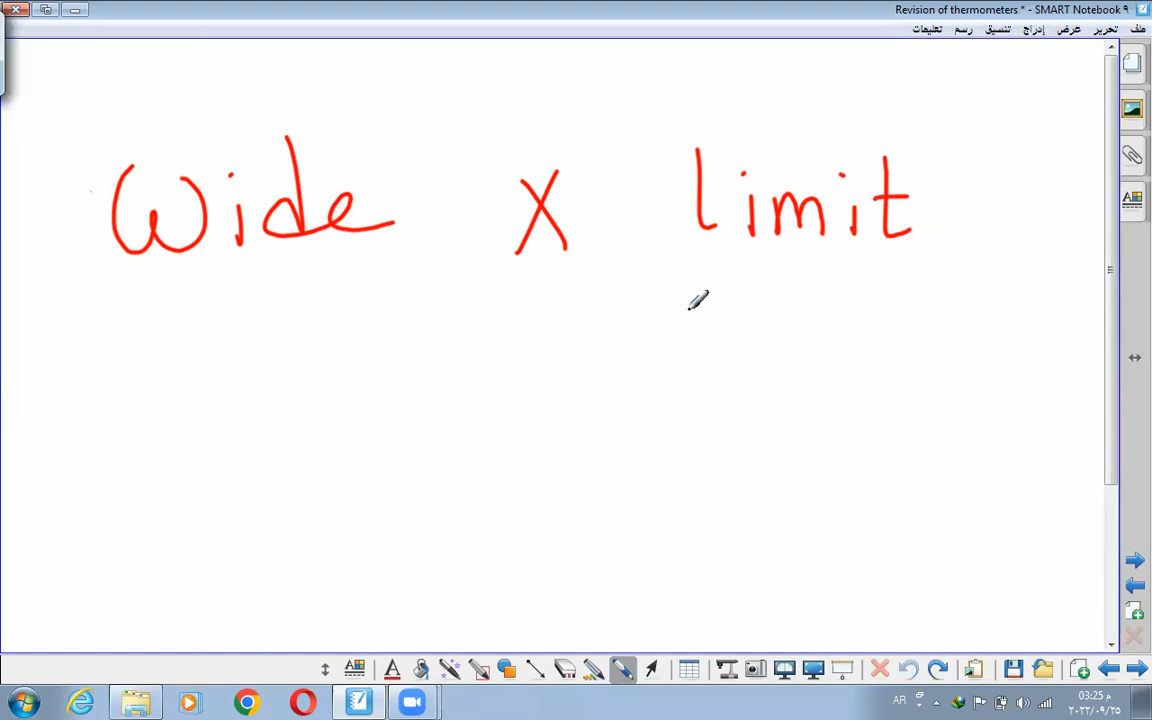 Revision of thermometers * - SMART Notebook ٩
ملف تحرير عرض إدراج تنسيق رسم تعليمات
wide X limit
A
AR
03:25 م
٢٠٢٢/٠٩/٢٥